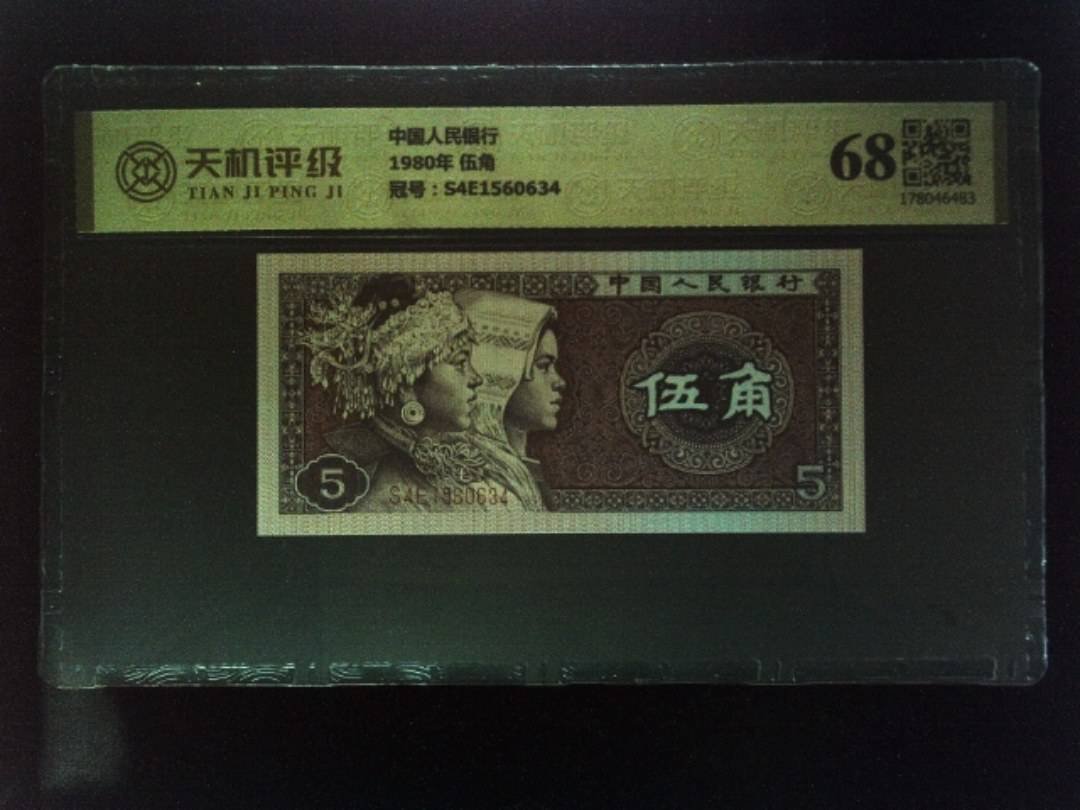 天机评级
TIAN JI PING JI
中国人民银行
1980年 伍角
冠号：S4E1560634
68
178046483
中国人民银行
伍角
5
S4E1560634
5